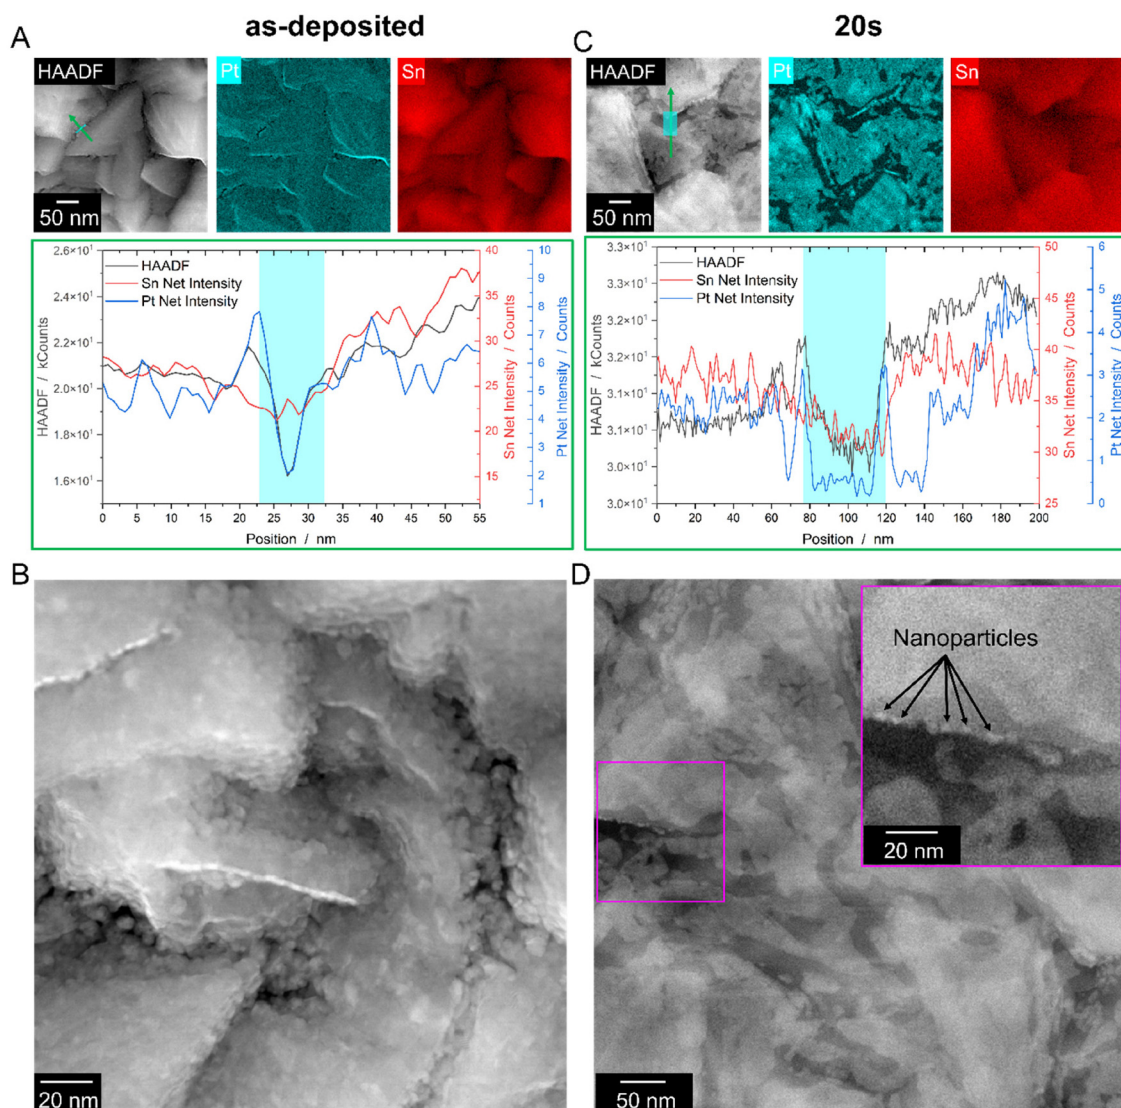 as-deposited
20s
A
HAADF
Pt
Sn
50 nm
2.6×10¹
2.4×10¹
2.2×10¹
2.0×10¹
1.8×10¹
1.6×10¹
HAADF / kCounts
HAADF
Sn Net Intensity
Pt Net Intensity
40
35
30
25
20
15
Sn Net Intensity / Counts
10
9
8
7
6
5
4
3
2
1
Pt Net Intensity / Counts
0 5 10 15 23 25 30 35 40 45 55
Position / nm
C
HAADF
Pt
Sn
50 nm
3.3×10¹
3.2×10¹
3.2×10¹
3.1×10¹
3.1×10¹
3.0×10¹
3.0×10¹
HAADF / kCounts
HAADF
Sn Net Intensity
Pt Net Intensity
50
45
40
35
30
25
Sn Net Intensity / Counts
6
5
4
3
2
1
0
Pt Net Intensity / Counts
0 20 40 60 80 100 120 140 160 180 200
Position / nm
B
20 nm
D
Nanoparticles
20 nm
50 nm